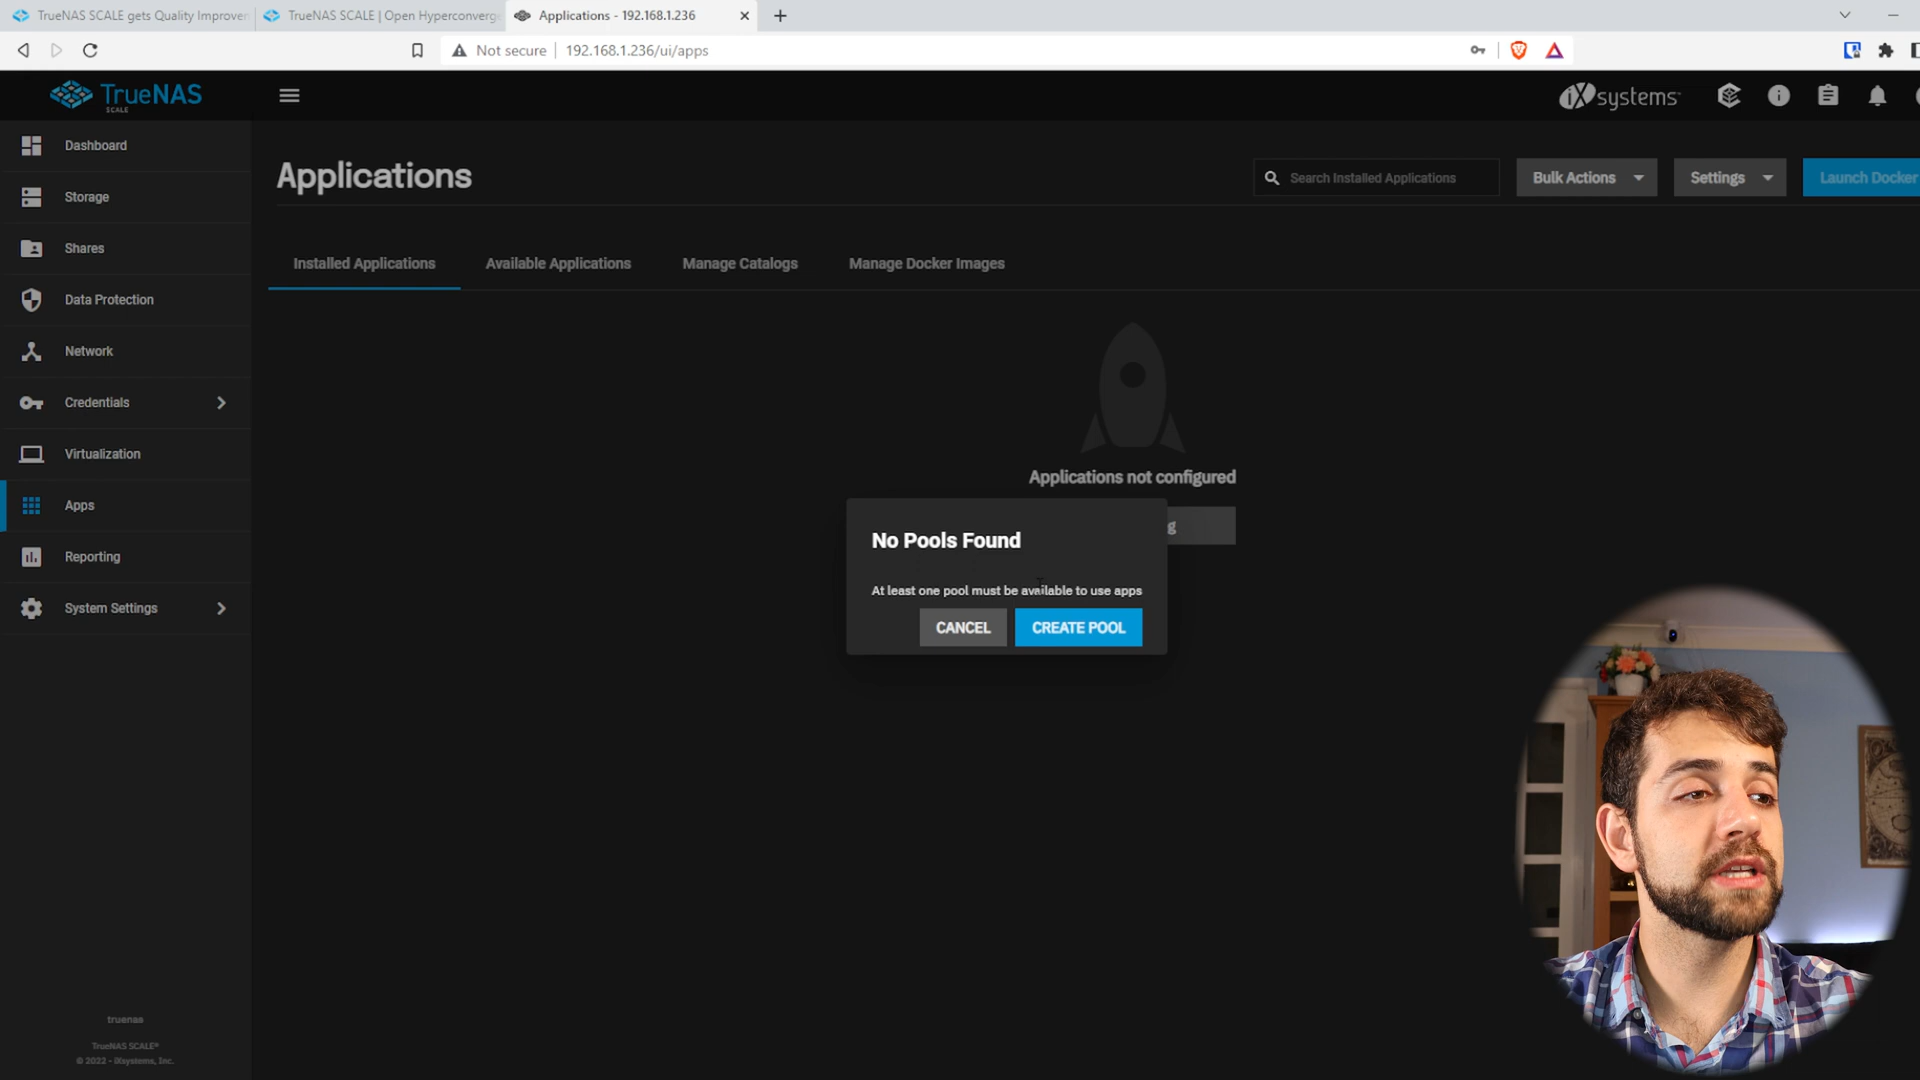 TrueNAS SCALE gets Quality Improver
TrueNAS SCALE | Open Hyperconverge
Applications - 192.168.1.236
Not secure
192.168.1.236/ui/apps
TrueNAS
SCALE
iXsystems
Dashboard
Storage
Shares
Data Protection
Network
Credentials
Virtualization
Apps
Reporting
System Settings
truenas
TrueNAS SCALE®
© 2022 - iXsystems, Inc.
Applications
Search Installed Applications
Bulk Actions
Settings
Launch Docker
Installed Applications
Available Applications
Manage Catalogs
Manage Docker Images
Applications not configured
g
No Pools Found
At least one pool must be available to use apps
CANCEL
CREATE POOL